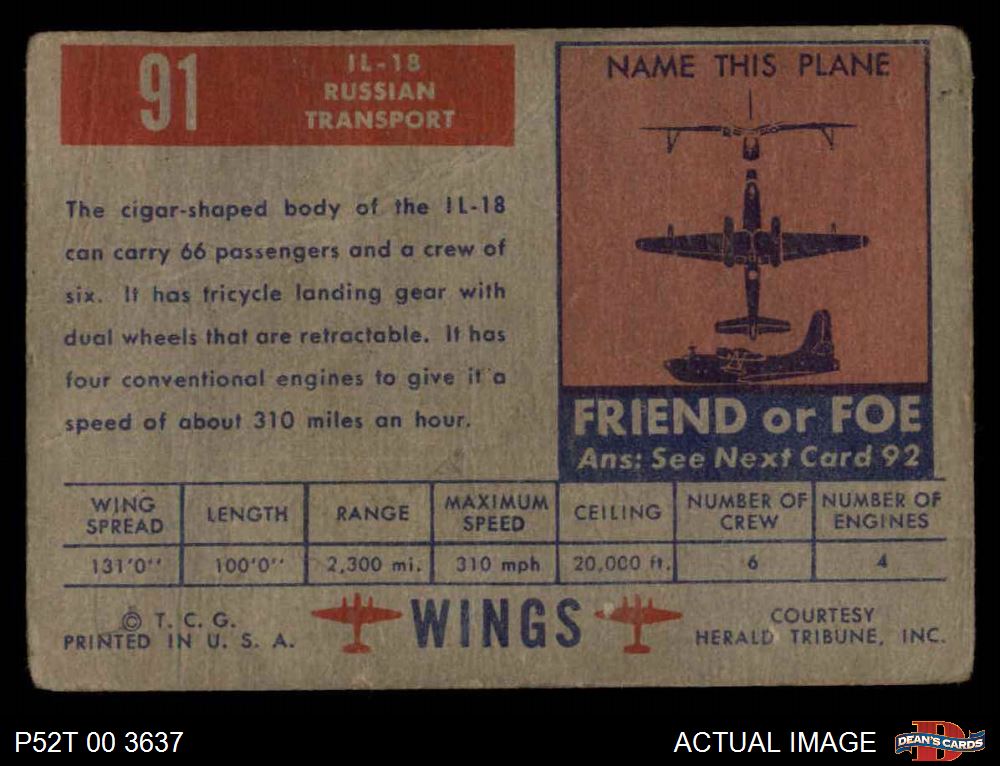 91
IL-18
RUSSIAN
TRANSPORT
The cigar-shaped body of the IL-18
can carry 66 passengers and a crew of
six. It has tricycle landing gear with
dual wheels that are retractable. It has
four conventional engines to give it a
speed of about 310 miles an hour.
NAME THIS PLANE
FRIEND or FOE
Ans: See Next Card 92
WING SPREAD LENGTH RANGE MAXIMUM SPEED CEILING NUMBER OF CREW NUMBER OF ENGINES
131'0'' 100'0'' 2,300 mi. 310 mph 20,000 ft. 6 4
© T. C. G.
PRINTED IN U. S. A.
WINGS
COURTESY
HERALD TRIBUNE, INC.
P52T 00 3637
ACTUAL IMAGE
DEAN'S CARDS